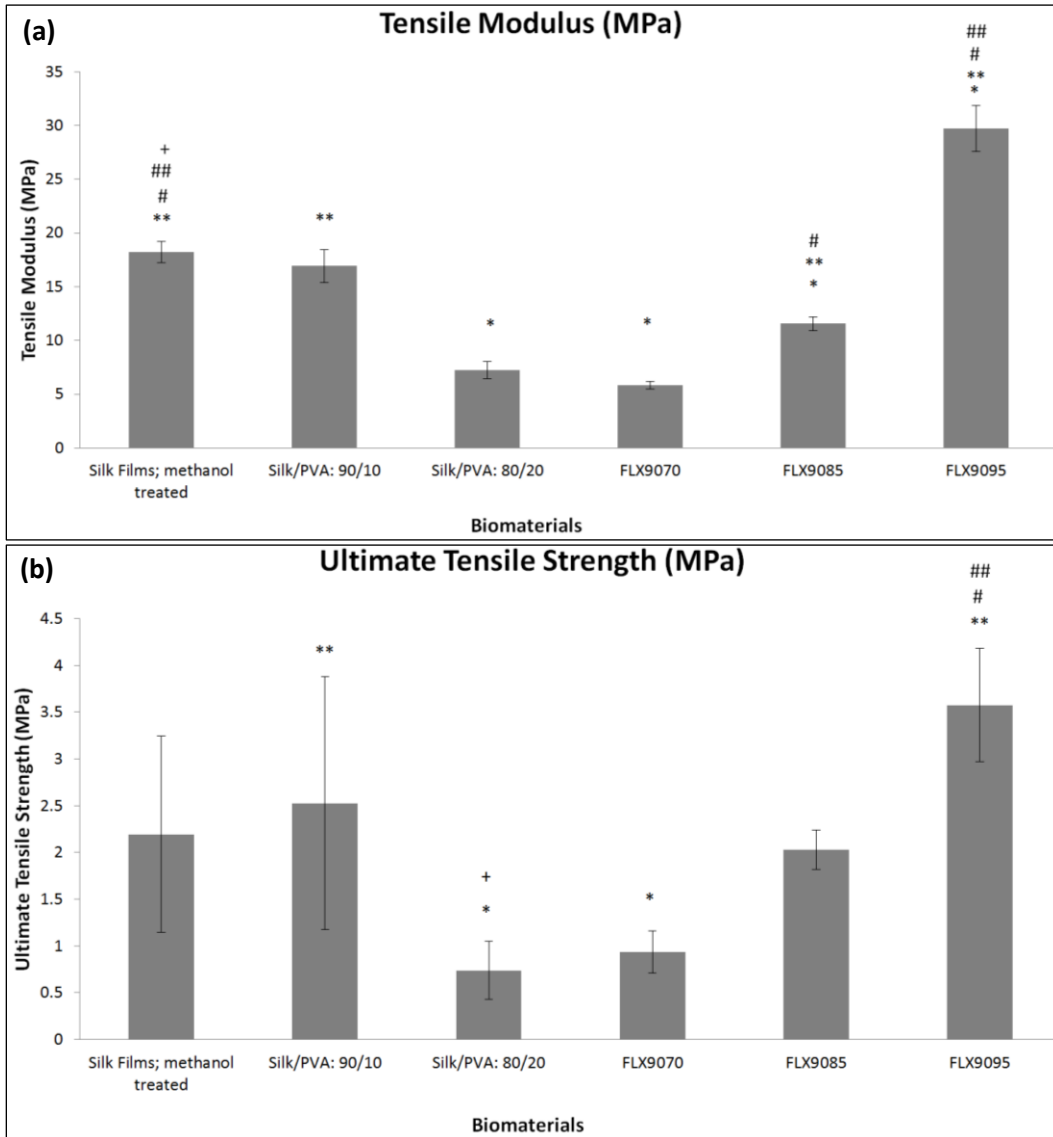 (a)
Tensile Modulus (MPa)
Tensile Modulus (MPa)
35
30
25
20
15
10
5
0
+
##
#
**
**
*
*
#
**
*
##
#
**
*
Silk Films; methanol
treated
Silk/PVA: 90/10
Silk/PVA: 80/20
FLX9070
FLX9085
FLX9095
Biomaterials
(b)
Ultimate Tensile Strength (MPa)
Ultimate Tensile Strength (MPa)
4.5
4
3.5
3
2.5
2
1.5
1
0.5
0
**
+
*
*
##
#
**
Silk Films; methanol
treated
Silk/PVA: 90/10
Silk/PVA: 80/20
FLX9070
FLX9085
FLX9095
Biomaterials